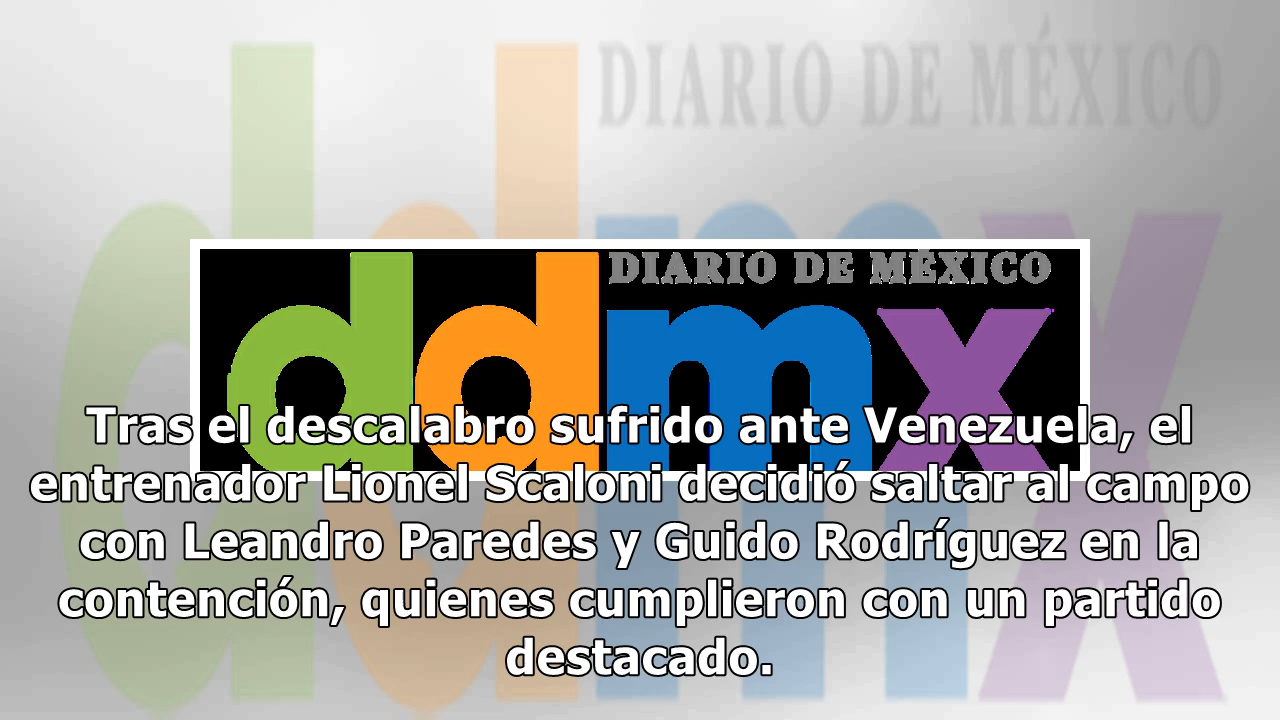 DIARIO DE MÉXICO
DIARIO DE MÉXICO
ddmx
Tras el descalabro sufrido ante Venezuela, el
entrenador Lionel Scaloni decidió saltar al campo
con Leandro Paredes y Guido Rodríguez en la
contención, quienes cumplieron con un partido
destacado.